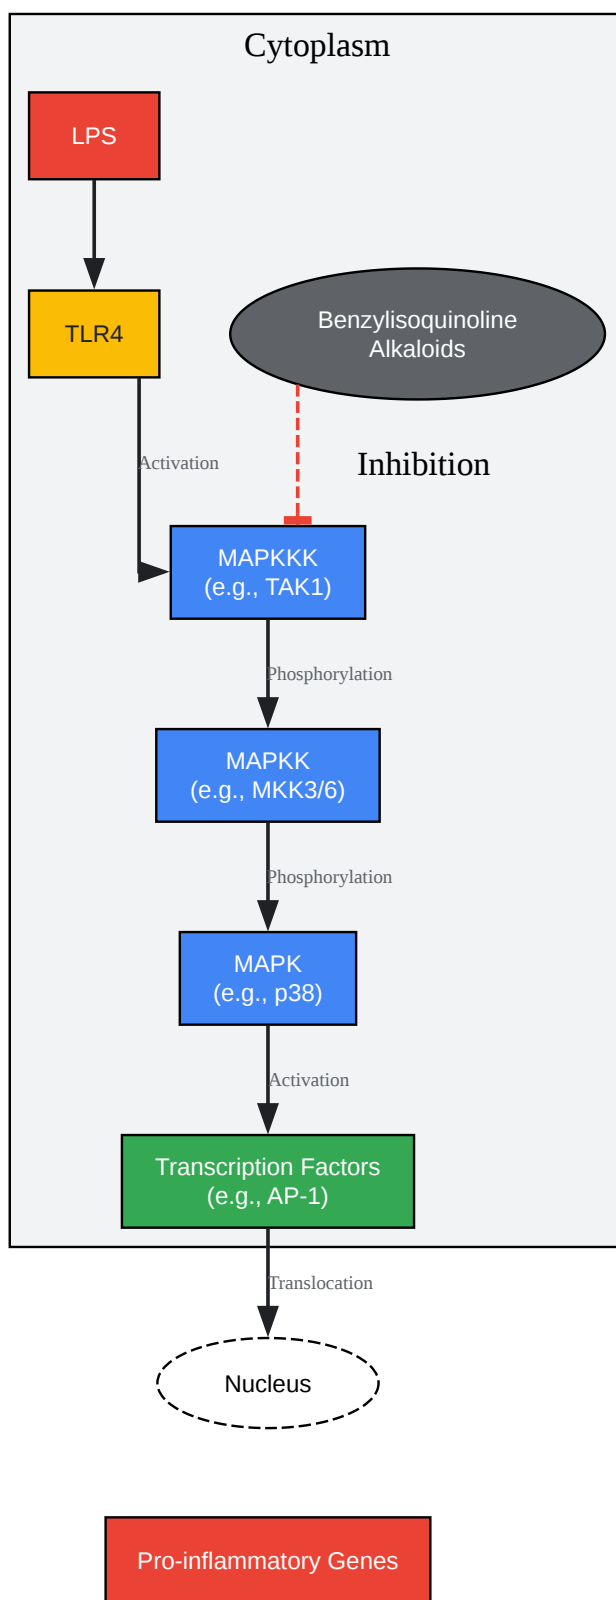 Cytoplasm
LPS
TLR4
Benzylisoquinoline
Alkaloids
Activation
Inhibition
MAPKKK
(e.g., TAK1)
Phosphorylation
MAPKK
(e.g., MKK3/6)
Phosphorylation
MAPK
(e.g., p38)
Activation
Transcription Factors
(e.g., AP-1)
Translocation
Nucleus
Pro-inflammatory Genes